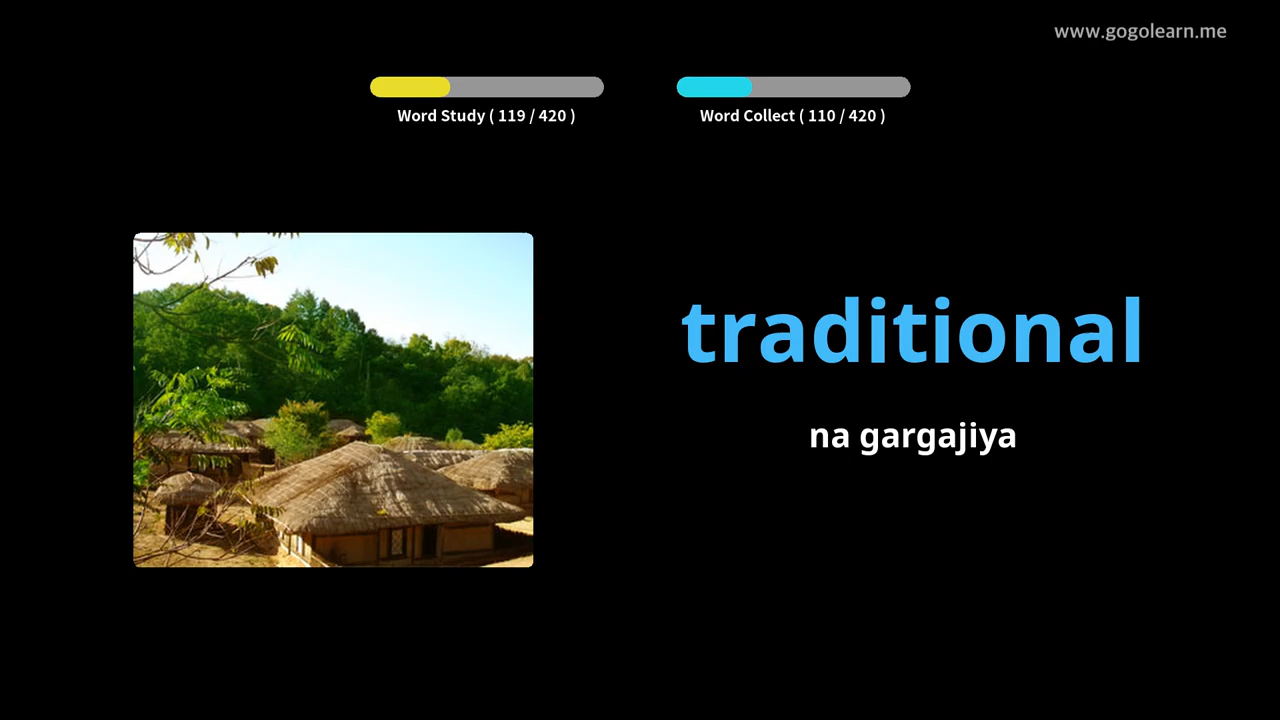 www.gogolearn.me
Word Study ( 119 / 420 )
Word Collect ( 110 / 420 )
traditional
na gargajiya